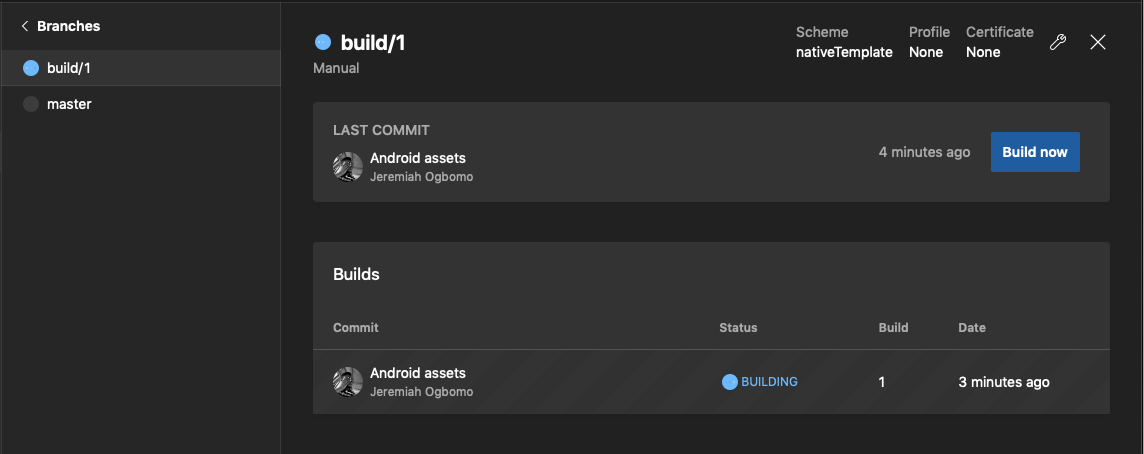 Branches
build/1
master
build/1
Manual
Scheme
nativeTemplate
Profile
None
Certificate
None
LAST COMMIT
Android assets
Jeremiah Ogbomo
4 minutes ago
Build now
Builds
Commit Status Build Date
Android assets
Jeremiah Ogbomo
BUILDING 1 3 minutes ago